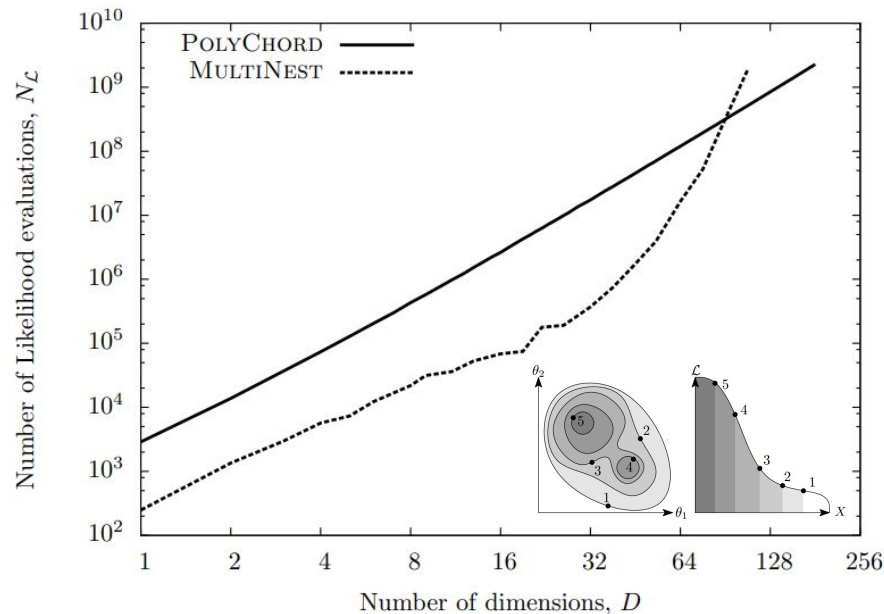 Number of Likelihood evaluations, N_ℒ
10^10
10^9
10^8
10^7
10^6
10^5
10^4
10^3
10^2
POLYCHORD
MULTINEST
θ_2
5
2
3
4
1
θ_1
ℒ
5
4
3
2
1
X
1 2 4 8 16 32 64 128 256
Number of dimensions, D